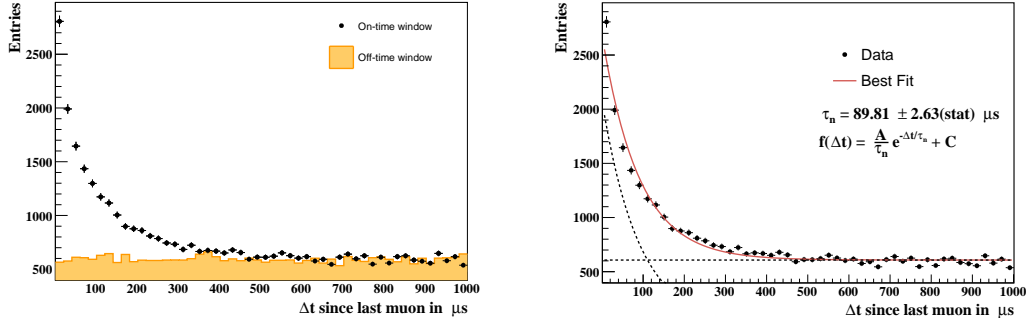 Entries
2500
2000
1500
1000
500
On-time window
Off-time window
100 200 300 400 500 600 700 800 900 1000
Δt since last muon in μs
Entries
2500
2000
1500
1000
500
Data
Best Fit
τn = 89.81 ± 2.63(stat) μs
f(Δt) = A/τn e^-Δt/τn + C
100 200 300 400 500 600 700 800 900 1000
Δt since last muon in μs